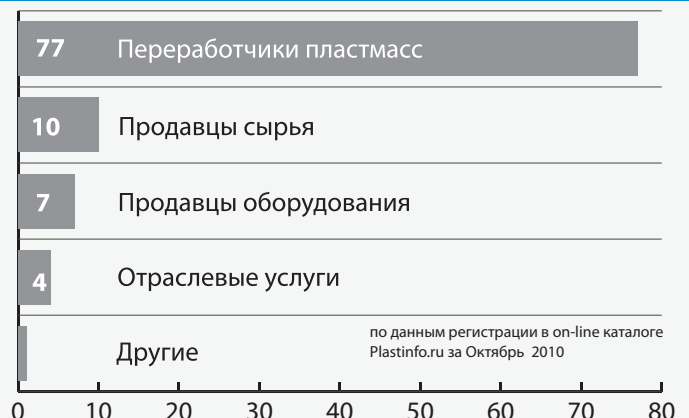 77 Переработчики пластмасс
10 Продавцы сырья
7 Продавцы оборудования
4 Отраслевые услуги
Другие
по данным регистрации в on-line каталоге
Plastinfo.ru за Октябрь 2010
0 10 20 30 40 50 60 70 80